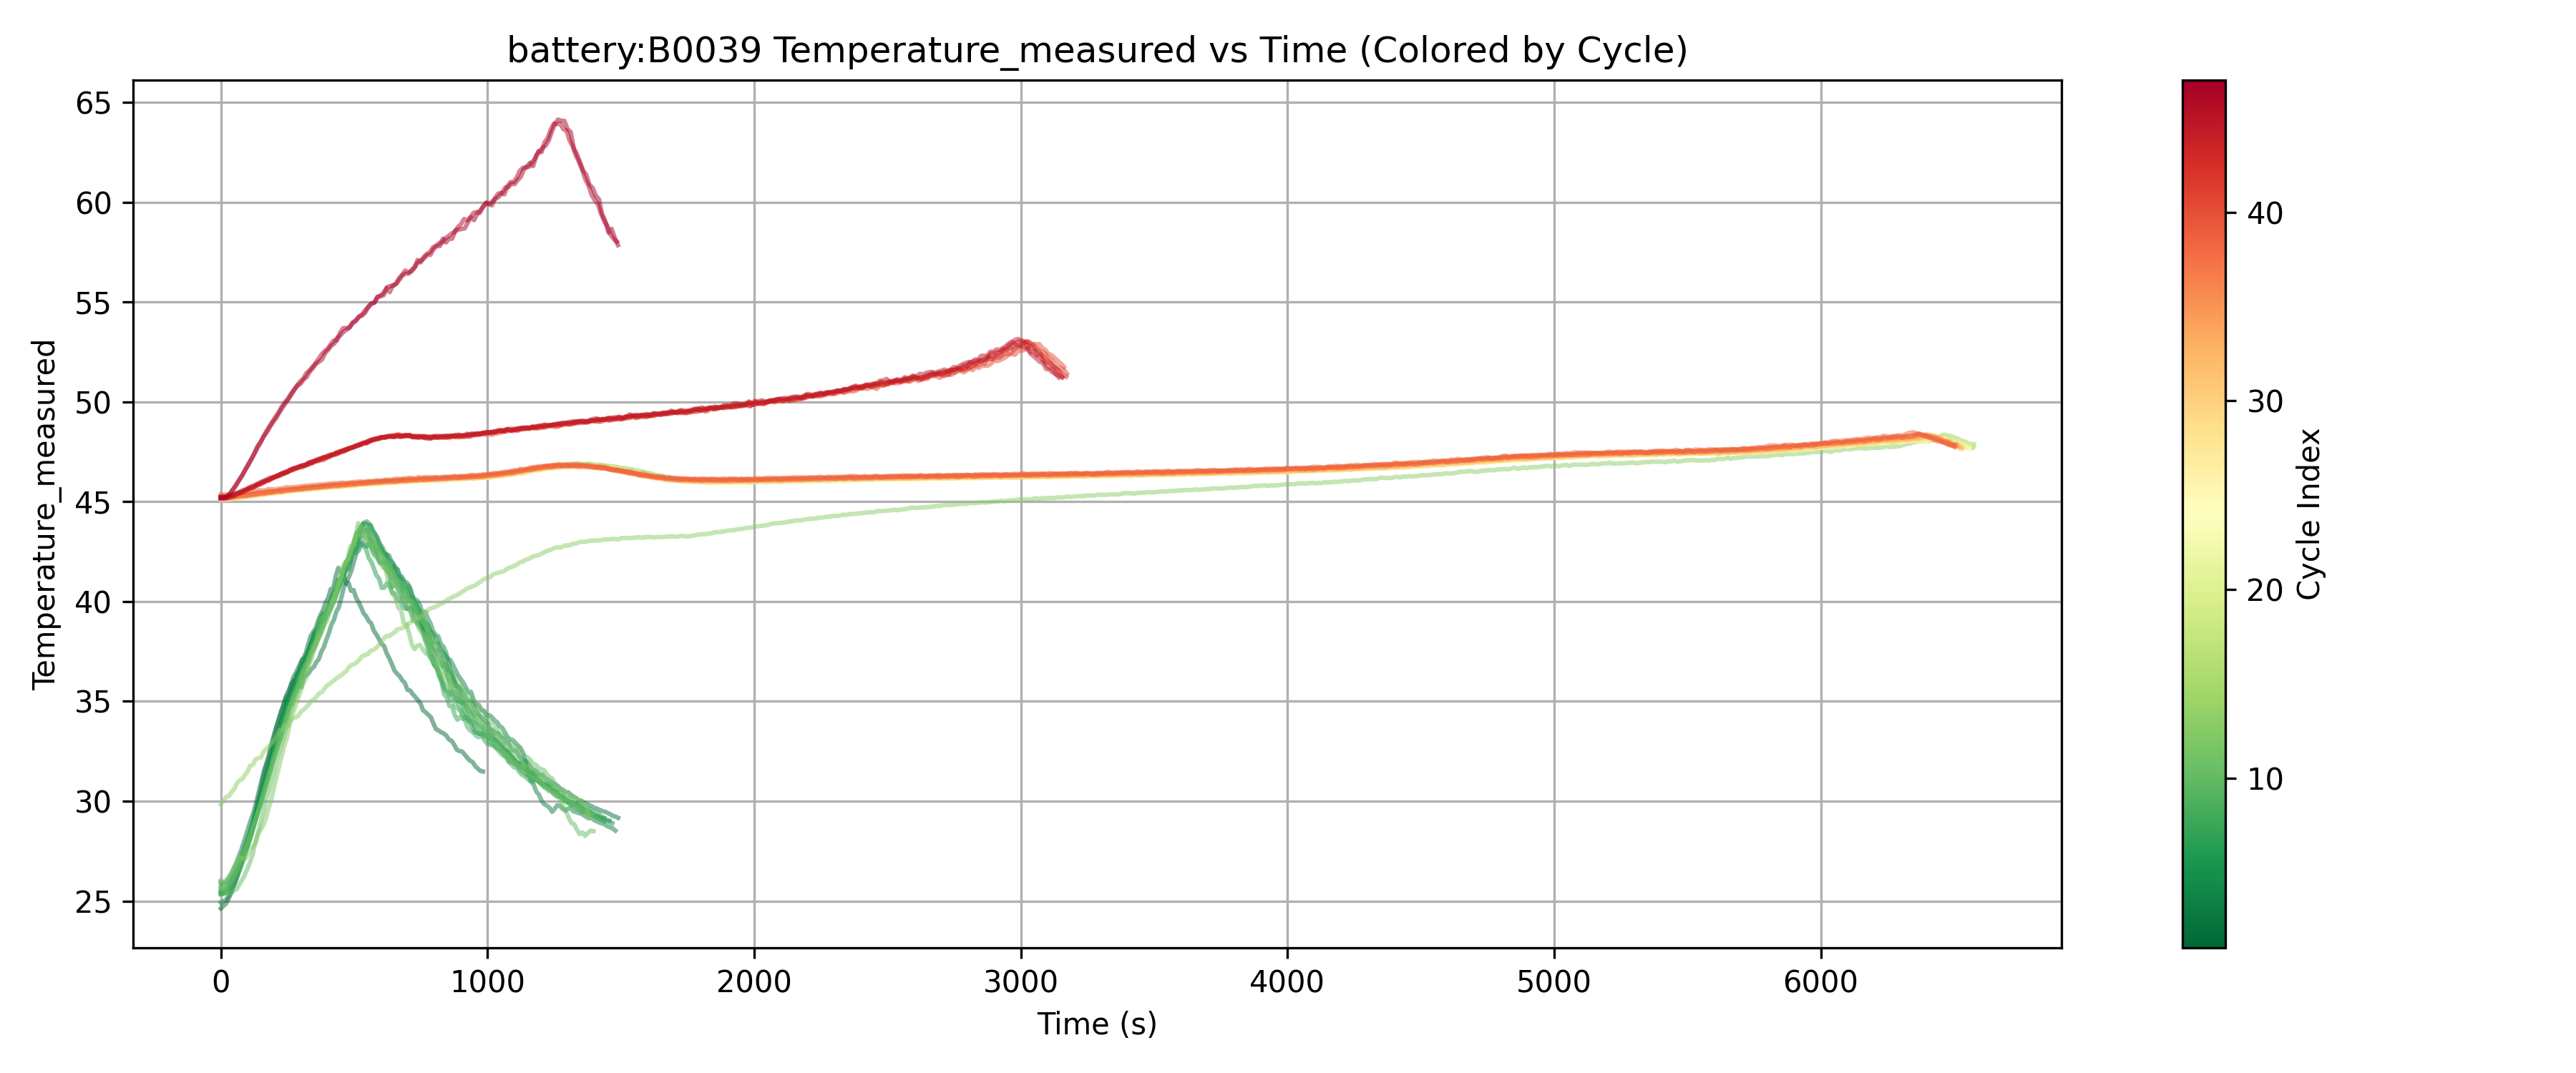 battery:B0039 Temperature_measured vs Time (Colored by Cycle)
65
60
55
50
45
40
35
30
25
Temperature_measured
0 1000 2000 3000 4000 5000 6000
Time (s)
40
30
20
10
Cycle Index